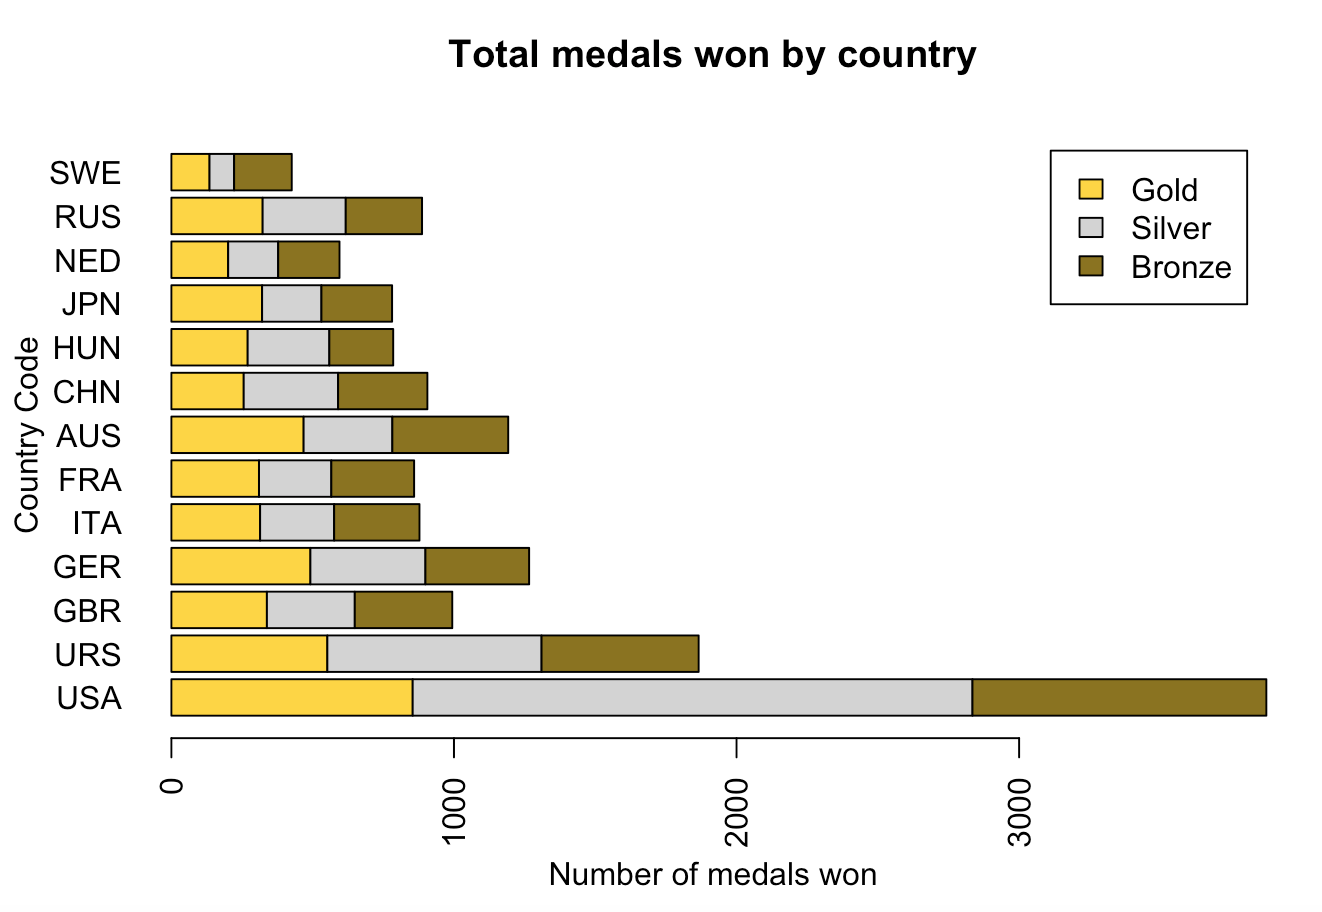 Total medals won by country
Gold
Silver
Bronze
Country Code
SWE
RUS
NED
JPN
HUN
CHN
AUS
FRA
ITA
GER
GBR
URS
USA
0 1000 2000 3000
Number of medals won